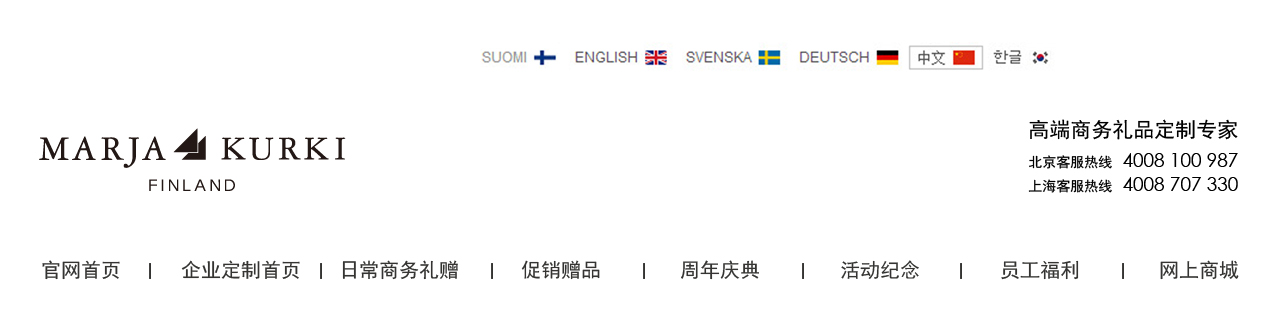 SUOMI ENGLISH SVENSKA DEUTSCH 中文 한글
MARJA KURKI
FINLAND
高端商务礼品定制专家
北京客服热线 4008 100 987
上海客服热线 4008 707 330
官网首页 | 企业定制首页 | 日常商务礼赠 | 促销赠品 | 周年庆典 | 活动纪念 | 员工福利 | 网上商城